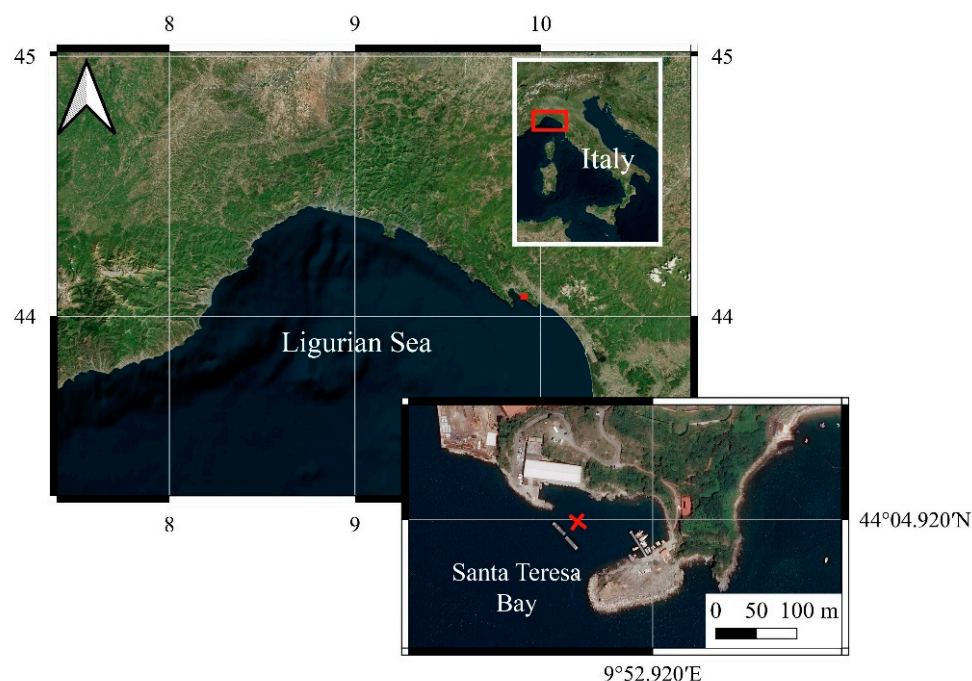 8 9 10
45 45
Italy
44 44
Ligurian Sea
8 9
44°04.920′N
Santa Teresa
Bay
0 50 100 m
9°52.920′E